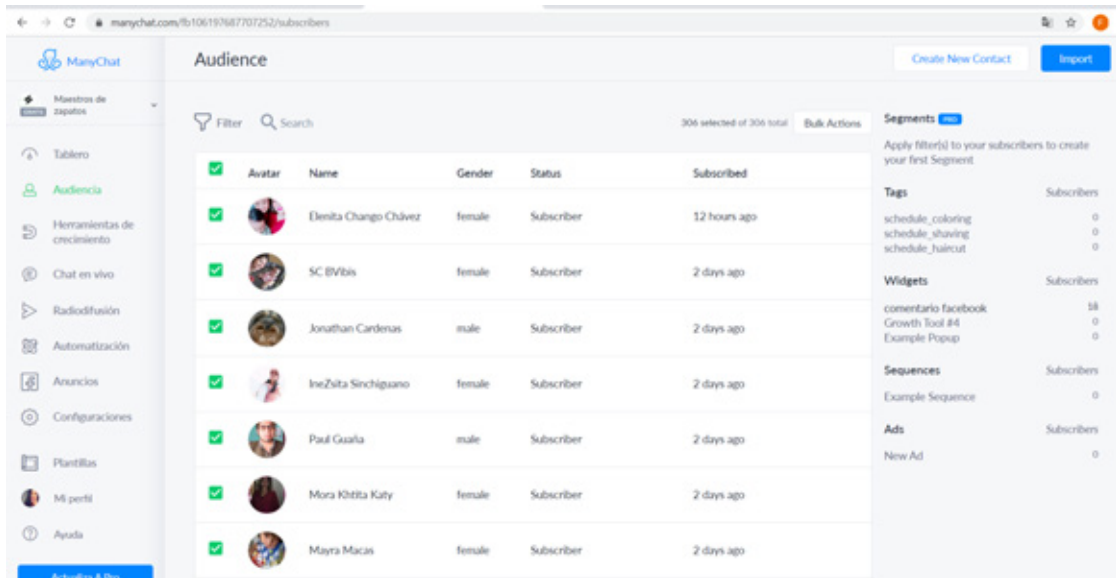 manychat.com/fb106197687707252/subscribers
ManyChat
Audience
Create New Contact
Import
Maestros de
zapatos
Filter
Search
306 selected of 306 total
Bulk Actions
Segments PRO
Apply filter(s) to your subscribers to create
your first Segment
Tablero
Audiencia
Herramientas de
crecimiento
Chat en vivo
Radiodifusión
Automatización
Anuncios
Configuraciones
Plantillas
Mi perfil
Ayuda
Actualiza A Pro
Avatar Name Gender Status Subscribed
Elenita Chango Chávez female Subscriber 12 hours ago
SC BVibis female Subscriber 2 days ago
Jonathan Cardenas male Subscriber 2 days ago
IneZsita Sinchiguano female Subscriber 2 days ago
Paul Guaña male Subscriber 2 days ago
Mora Khtita Katy female Subscriber 2 days ago
Mayra Macas female Subscriber 2 days ago
Tags Subscribers
schedule_coloring 0
schedule_shaving 0
schedule_haircut 0
Widgets Subscribers
comentario facebook 18
Growth Tool #4 0
Example Popup 0
Sequences Subscribers
Example Sequence 0
Ads Subscribers
New Ad 0